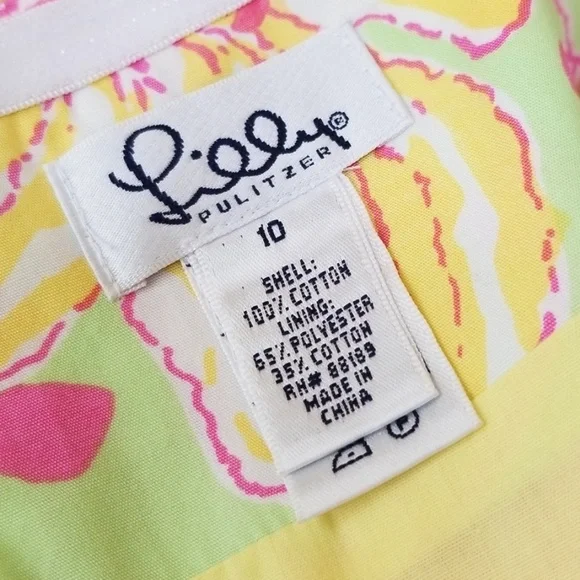 Lilly®
PULITZER
10
SHELL:
100% COTTON
LINING:
65% POLYESTER
35% COTTON
RN# 88189
MADE IN
CHINA
P